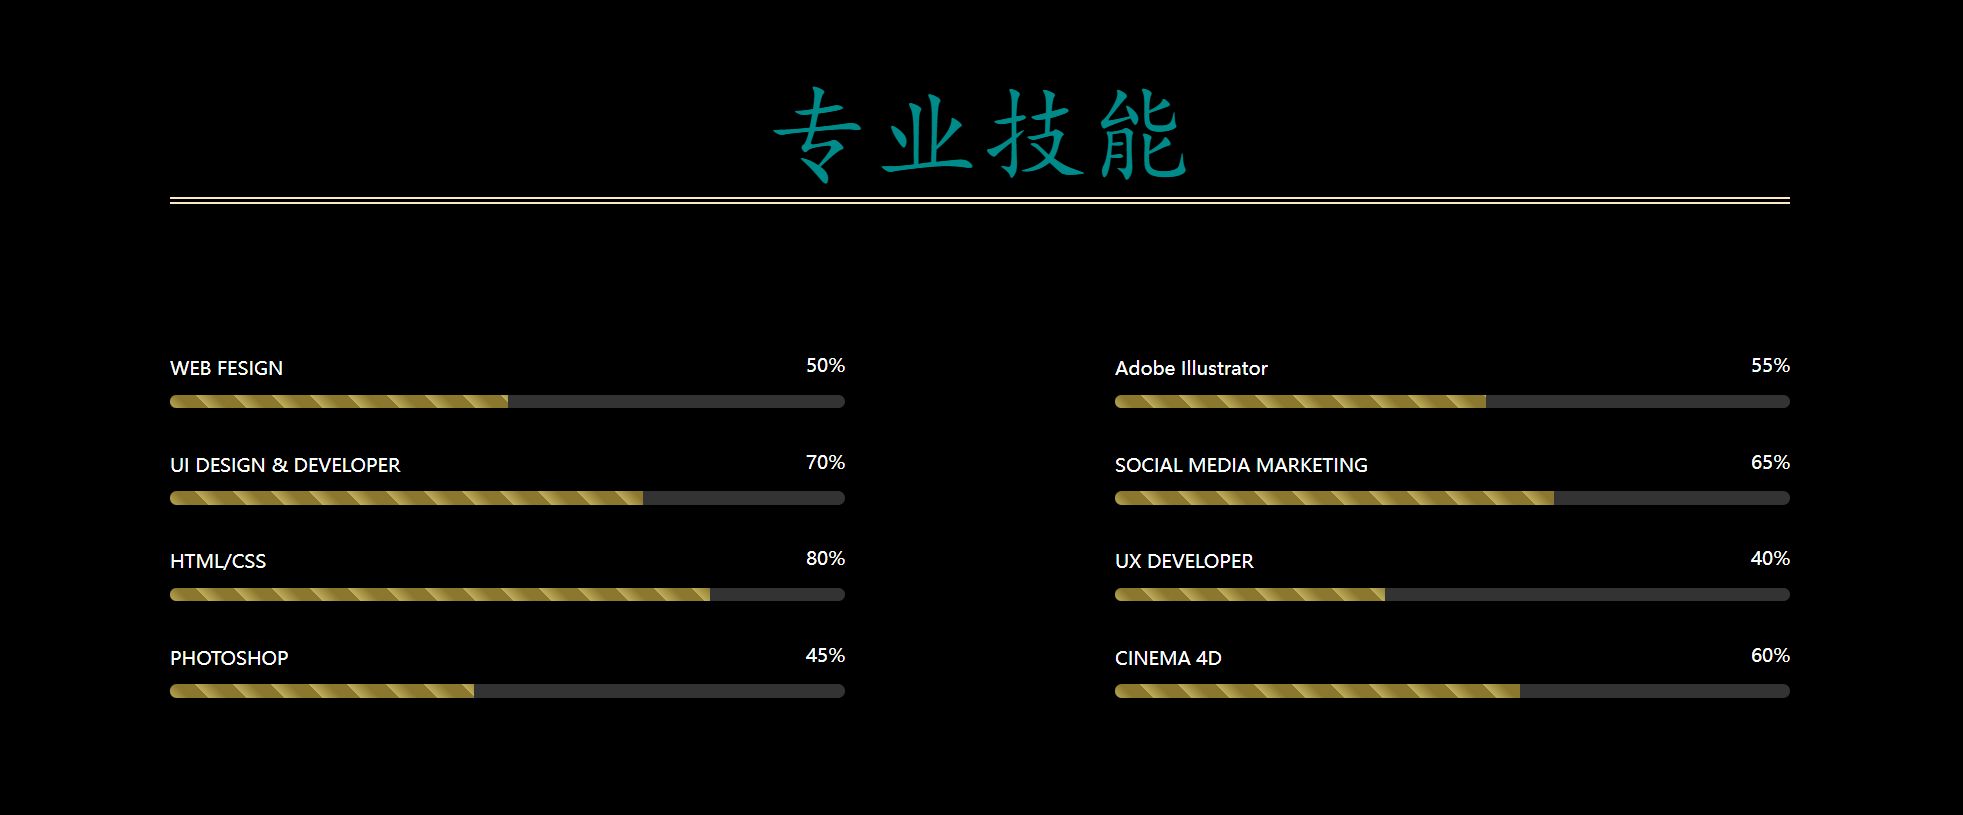 专业技能
WEB FESIGN 50%
UI DESIGN & DEVELOPER 70%
HTML/CSS 80%
PHOTOSHOP 45%
Adobe Illustrator 55%
SOCIAL MEDIA MARKETING 65%
UX DEVELOPER 40%
CINEMA 4D 60%